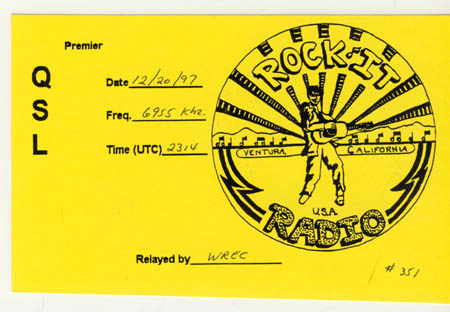 Premier
QSL
Date 12/20/97
Freq. 6955 Khz.
Time (UTC) 2314
ROCK-IT
VENTURA, CALIFORNIA
U.S.A
RADIO
Relayed by WREC
# 351